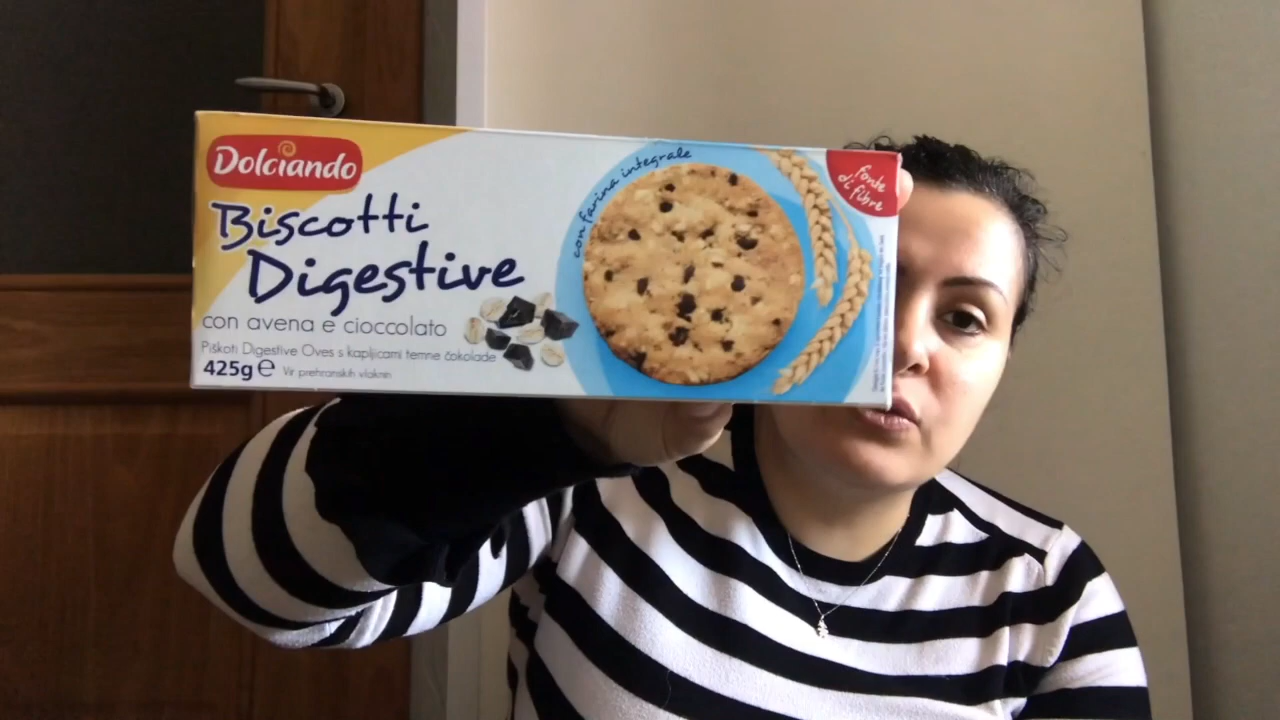 Dolciando
Biscotti
Digestive
con avena e cioccolato
Piškoti Digestive Oves s kapljicami temne čokolade
425g e Vir prehranskih vlaknin
con farina integrale
fonte
di fibre